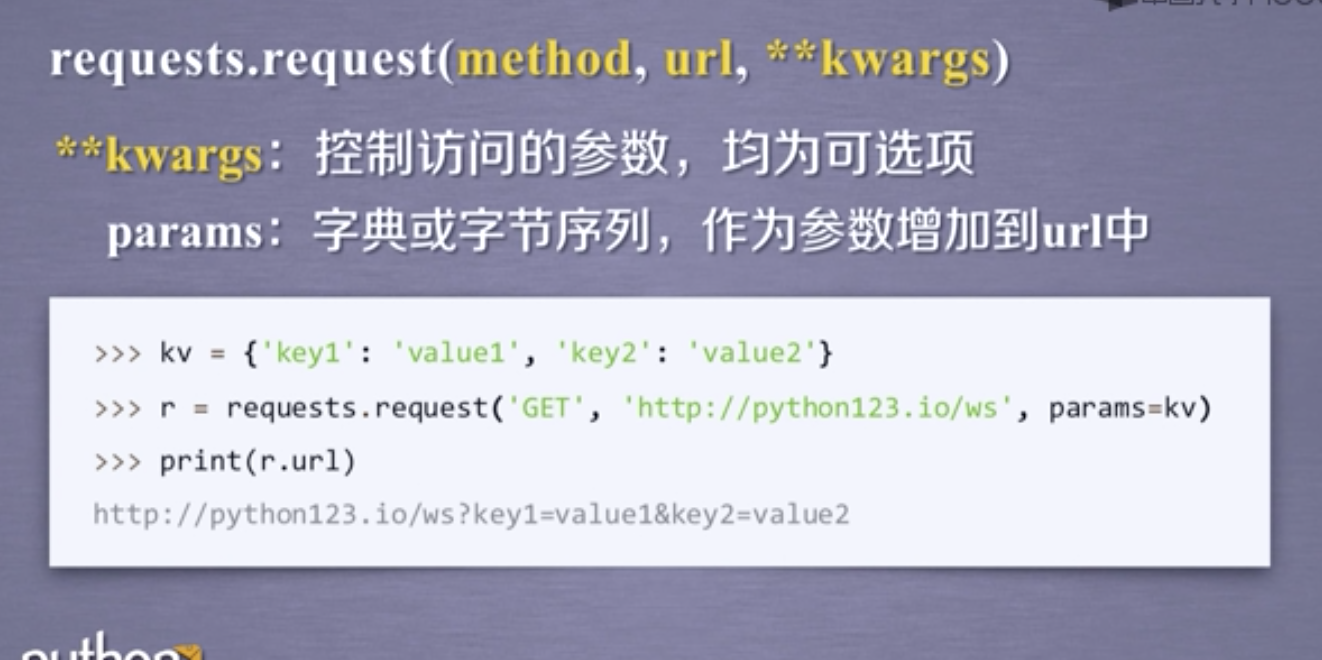 requests.request(method, url, **kwargs)
**kwargs：控制访问的参数，均为可选项
params：字典或字节序列，作为参数增加到url中
>>> kv = {'key1': 'value1', 'key2': 'value2'}
>>> r = requests.request('GET', 'http://python123.io/ws', params=kv)
>>> print(r.url)
http://python123.io/ws?key1=value1&key2=value2